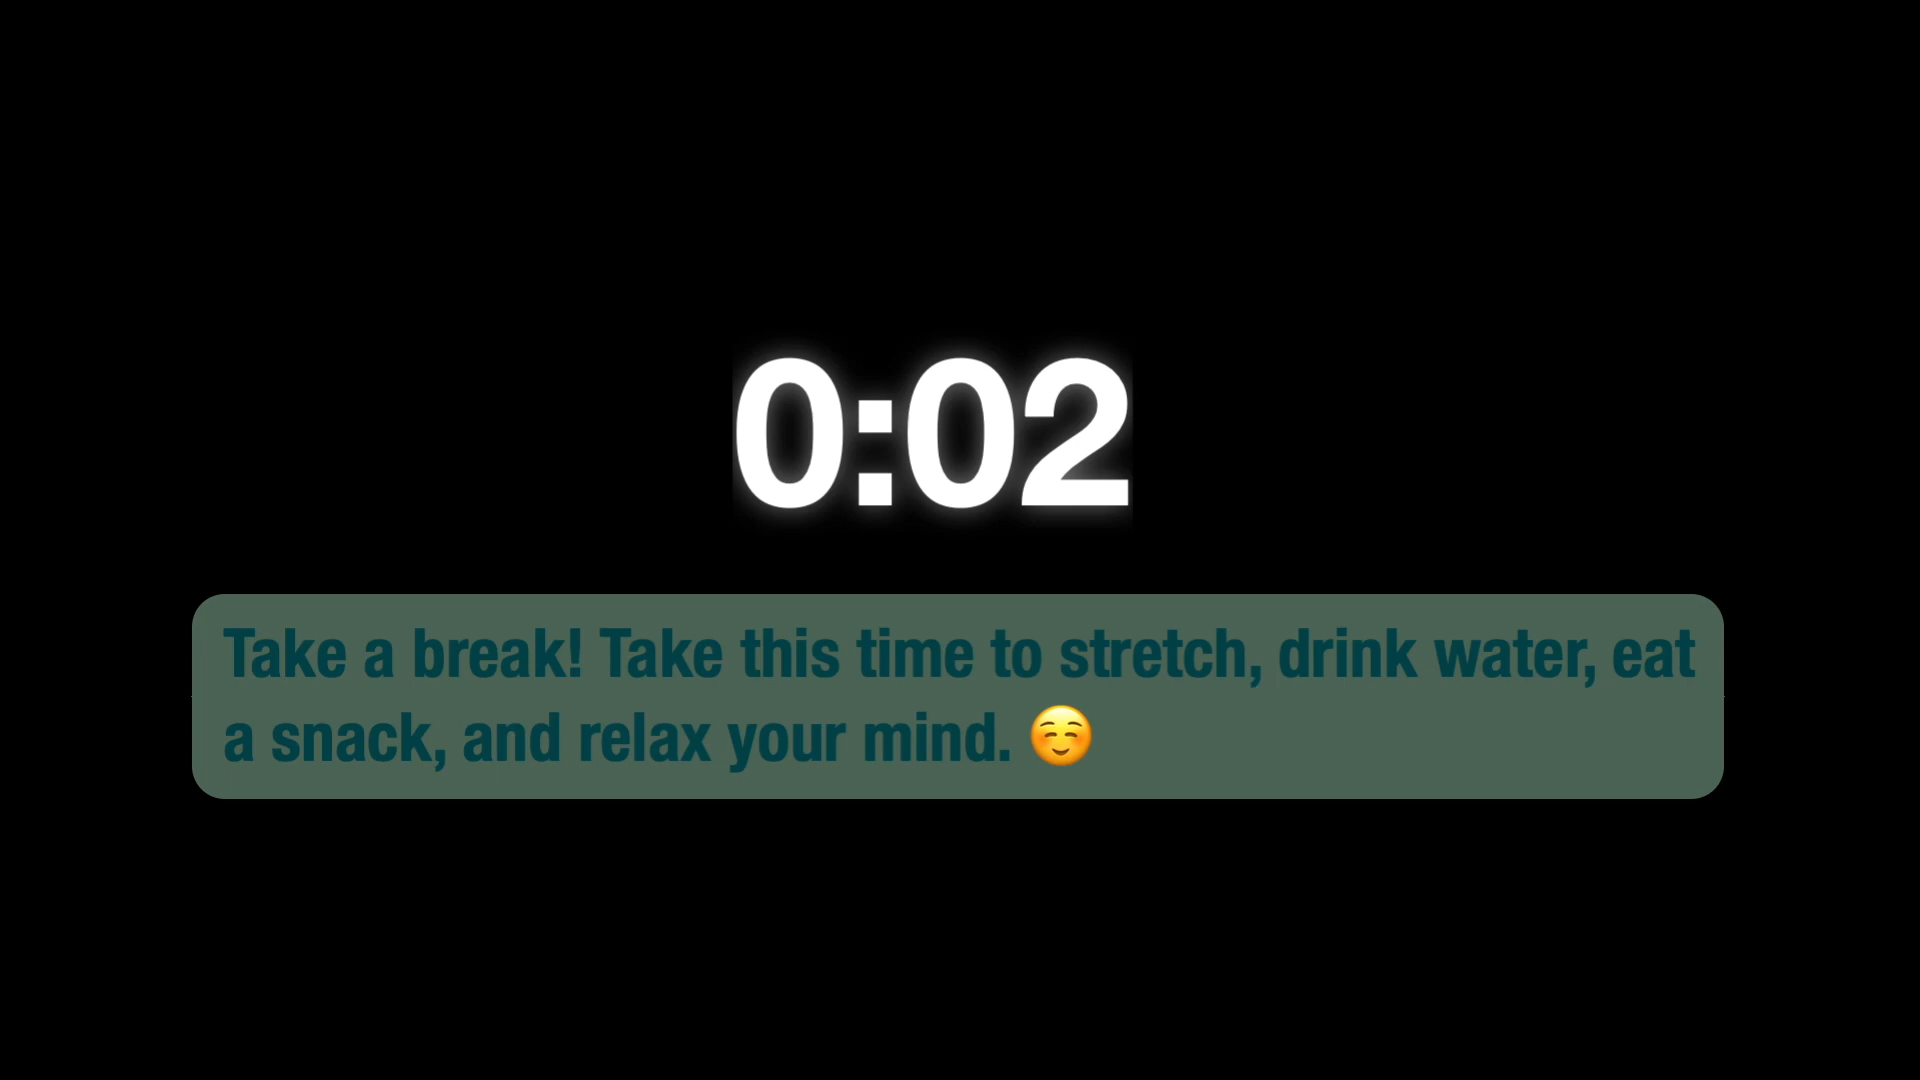 0:02
Take a break! Take this time to stretch, drink water, eat
a snack, and relax your mind. ☺️